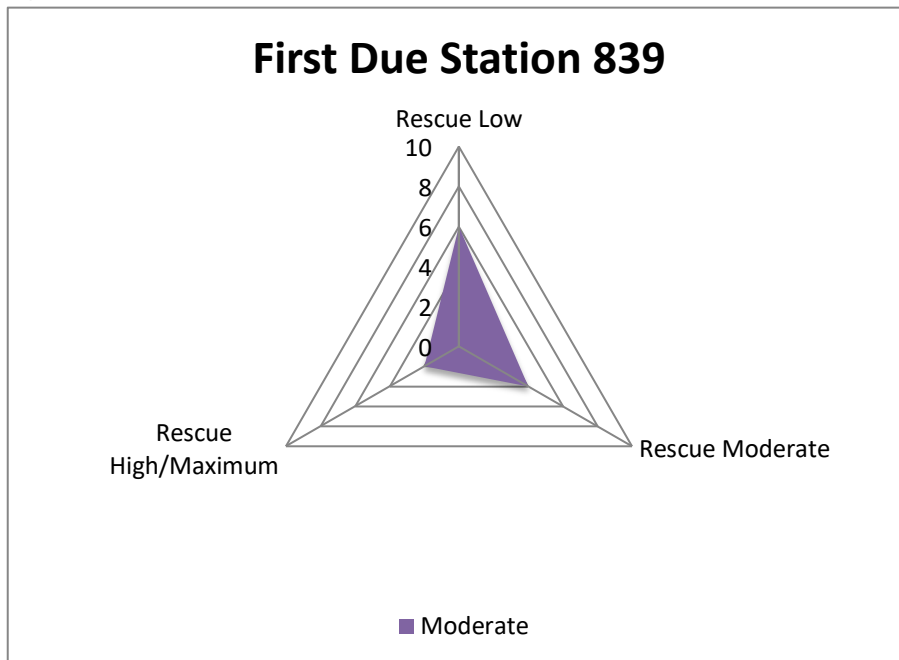 First Due Station 839
Rescue Low
10
8
6
4
2
0
Rescue
High/Maximum
Rescue Moderate
Moderate